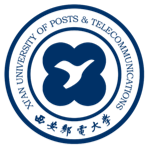 XI'AN UNIVERSITY OF POSTS & TELECOMMUNICATIONS
西安郵電大學